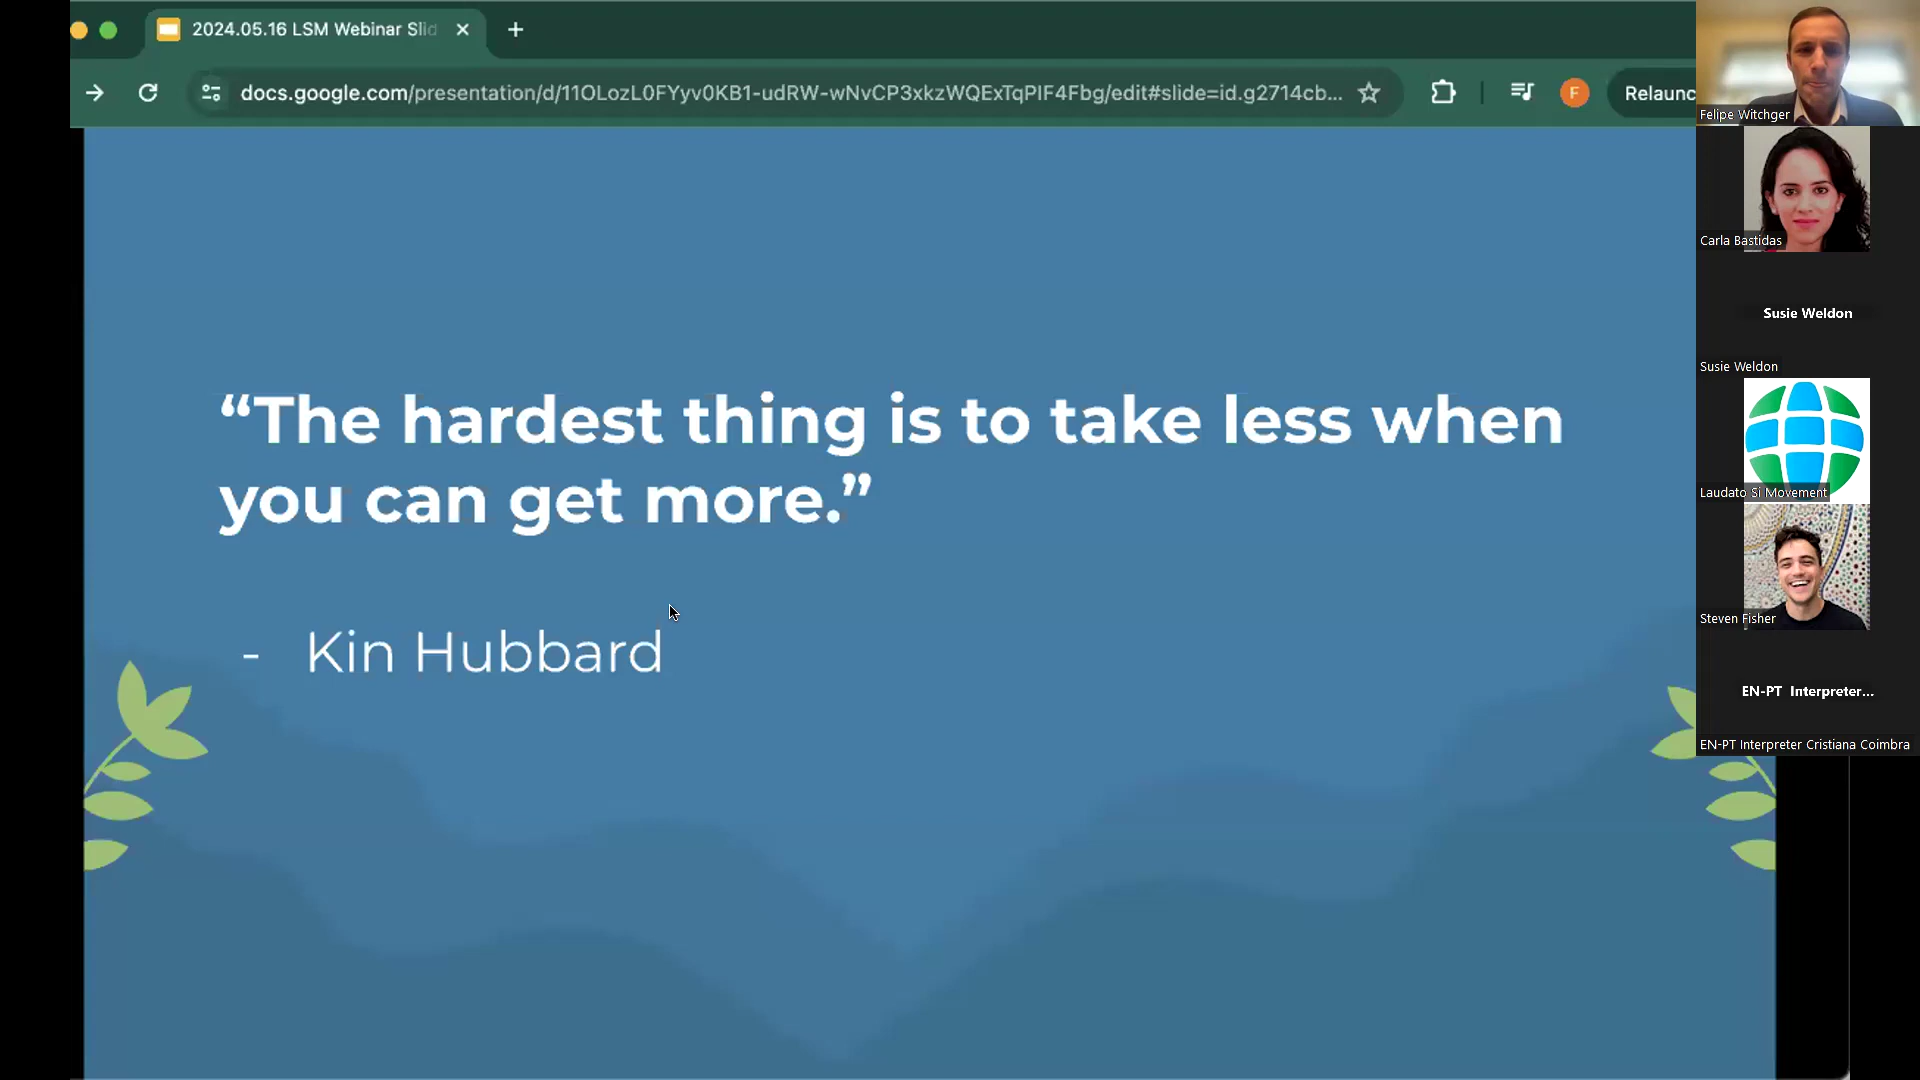 2024.05.16 LSM Webinar Slid
docs.google.com/presentation/d/11OLozL0FYyv0KB1-udRW-wNvCP3xkzWQExTqPIF4Fbg/edit#slide=id.g2714cb...
F
Relaunc
“The hardest thing is to take less when
you can get more.”
- Kin Hubbard
Felipe Witchger
Carla Bastidas
Susie Weldon
Susie Weldon
Laudato Si Movement
Steven Fisher
EN-PT Interpreter...
EN-PT Interpreter Cristiana Coimbra